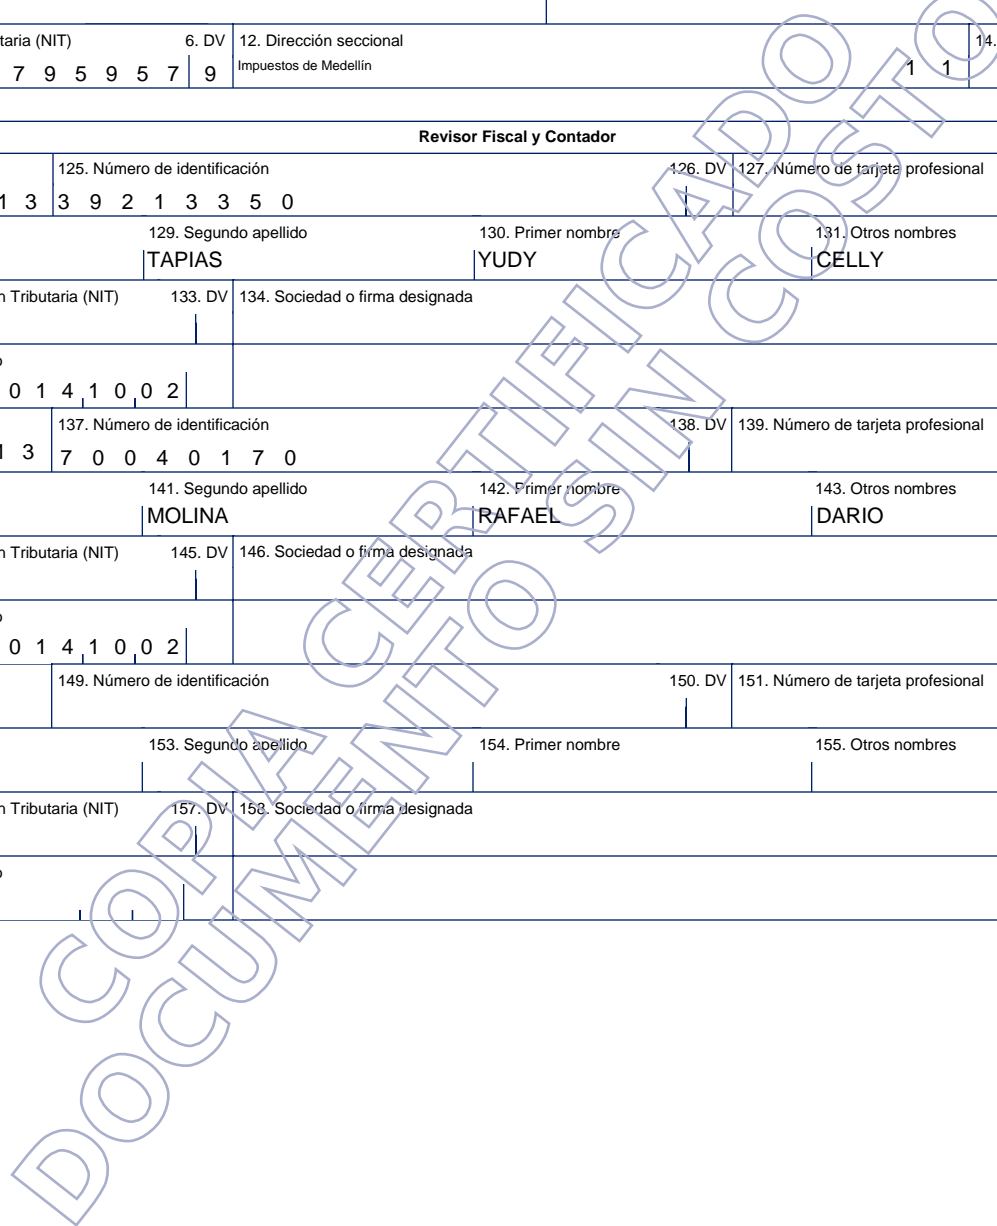 taria (NIT) 6. DV 12. Dirección seccional 14.
7 9 5 9 5 7 9 Impuestos de Medellín 1 1
Revisor Fiscal y Contador
125. Número de identificación 126. DV 127. Número de tarjeta profesional
1 3 3 9 2 1 3 3 5 0
129. Segundo apellido 130. Primer nombre 131. Otros nombres
TAPIAS YUDY CELLY
n Tributaria (NIT) 133. DV 134. Sociedad o firma designada
o
0 1 4 1 0 0 2
137. Número de identificación 138. DV 139. Número de tarjeta profesional
1 3 7 0 0 4 0 1 7 0
141. Segundo apellido 142. Primer nombre 143. Otros nombres
MOLINA RAFAEL DARIO
n Tributaria (NIT) 145. DV 146. Sociedad o firma designada
o
0 1 4 1 0 0 2
149. Número de identificación 150. DV 151. Número de tarjeta profesional
153. Segundo apellido 154. Primer nombre 155. Otros nombres
n Tributaria (NIT) 157. DV 158. Sociedad o firma designada
o
COPIA CERTIFICADO
DOCUMENTO SIN COSTO